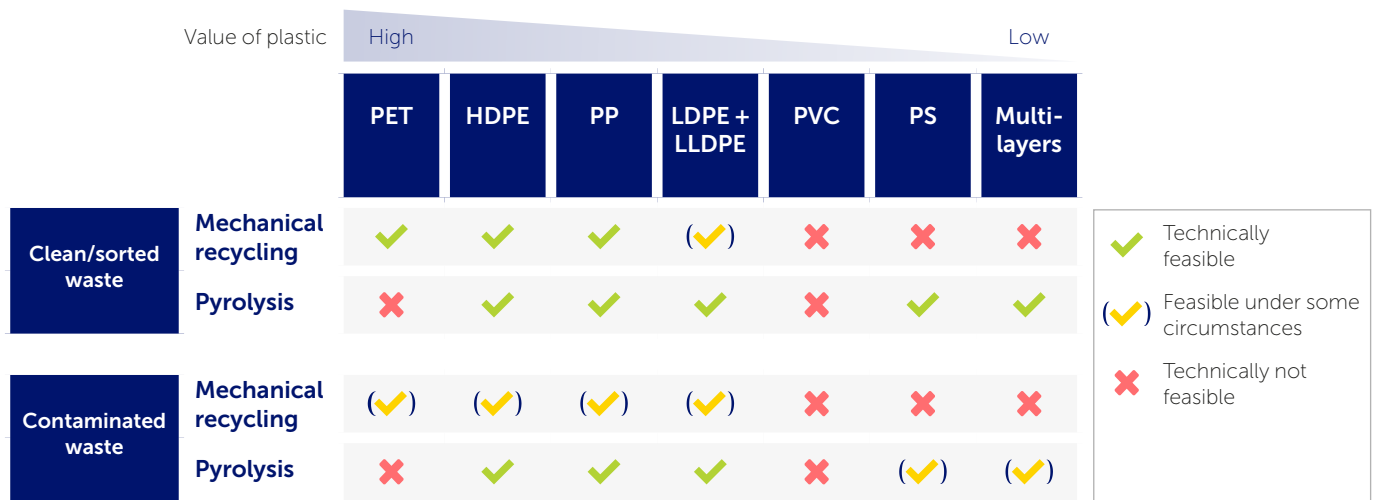 Value of plastic High Low
PET HDPE PP LDPE + PVC PS Multi-
LLDPE layers
Mechanical
recycling
Clean/sorted
waste
Pyrolysis
Mechanical
recycling
Contaminated
waste
Pyrolysis
Technically
feasible
Feasible under some
circumstances
Technically not
feasible